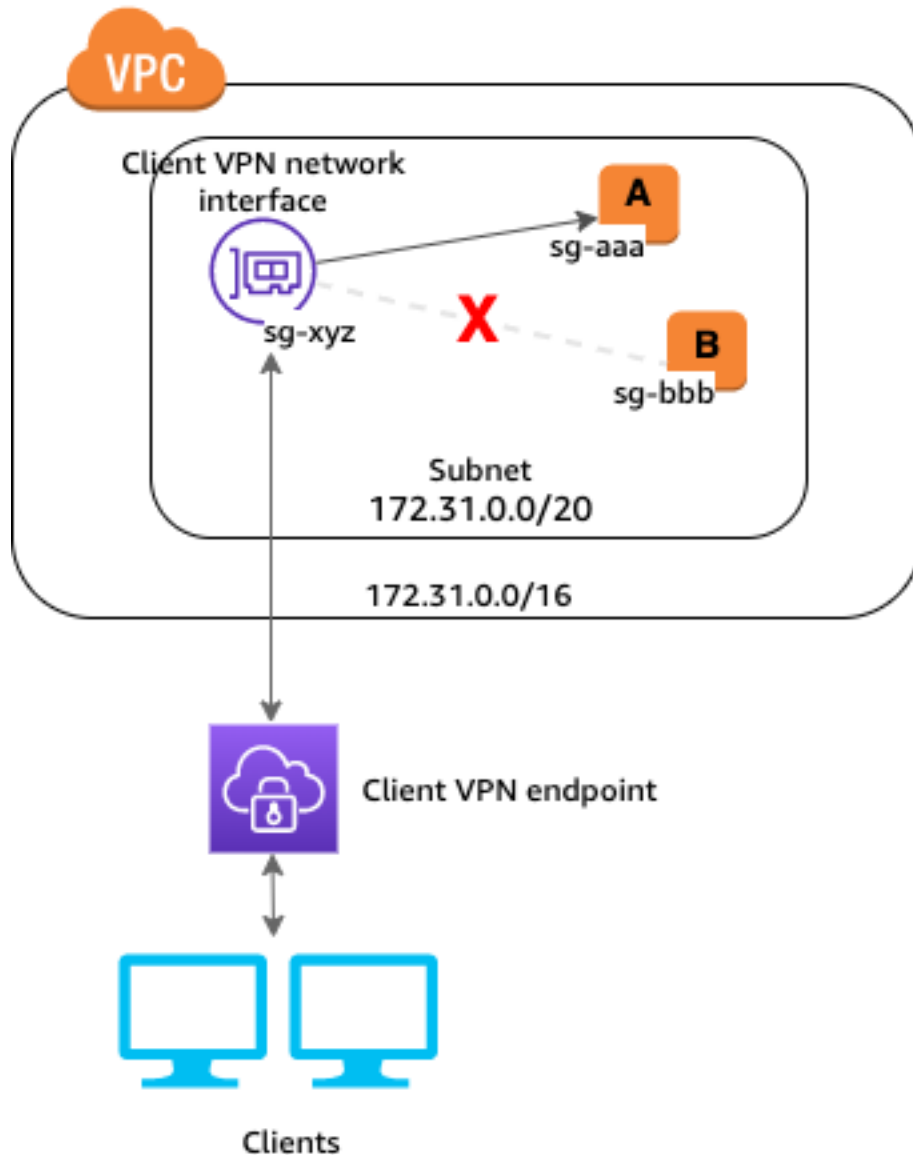 VPC
Client VPN network
interface
A
sg-aaa
sg-xyz
X
B
sg-bbb
Subnet
172.31.0.0/20
172.31.0.0/16
Client VPN endpoint
Clients